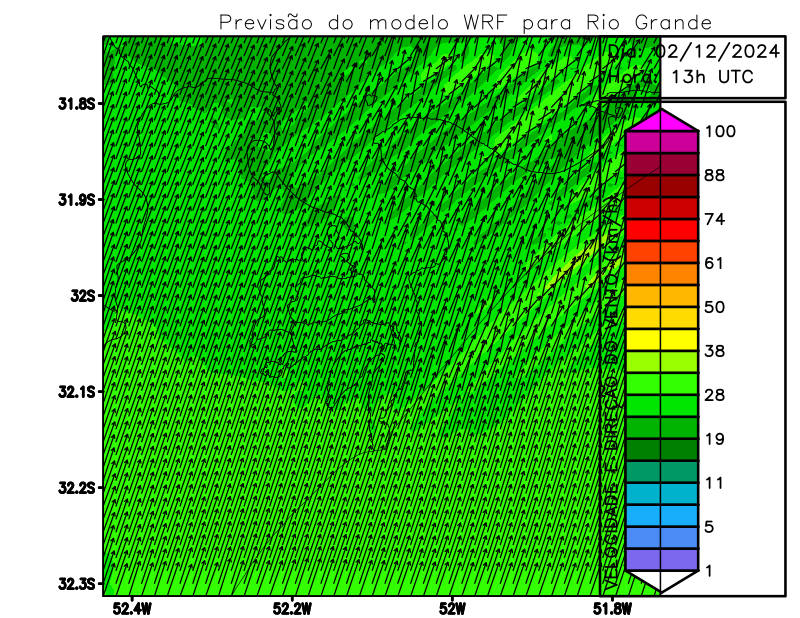 Previsão do modelo WRF para Rio Grande
Dia: 02/12/2024
Hora: 13h UTC
31.8S
31.9S
32S
32.1S
32.2S
32.3S
52.4W
52.2W
52W
51.8W
VELOCIDADE E DIREÇÃO DO VENTO (km/h)
100
88
74
61
50
38
28
19
11
5
1